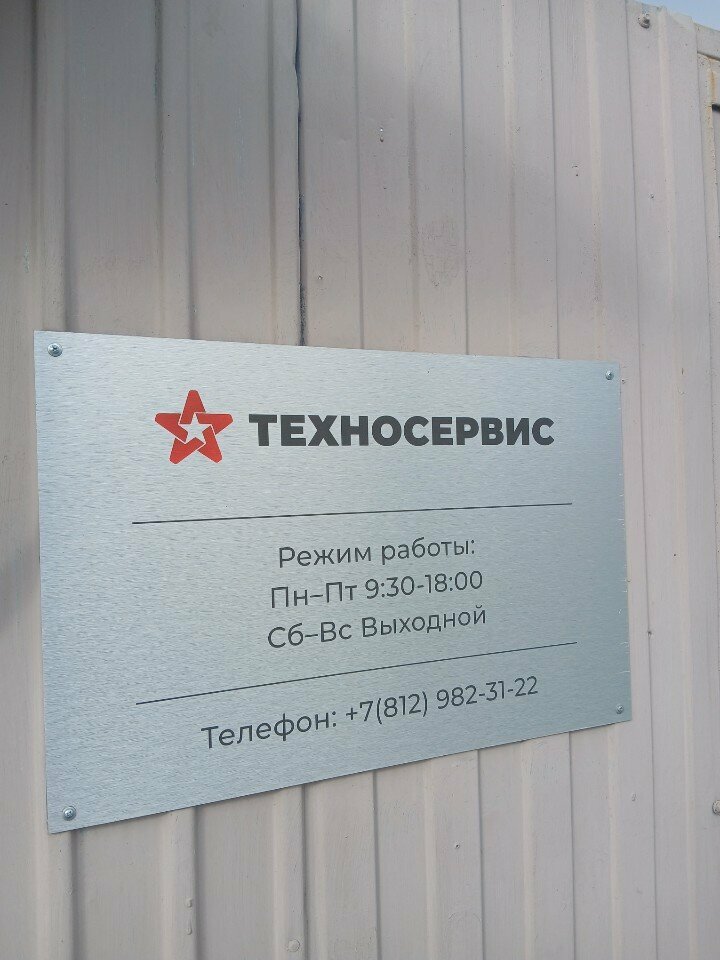 ТЕХНОСЕРВИС
Режим работы:
Пн–Пт 9:30-18:00
Сб–Вс Выходной
Телефон: +7(812) 982-31-22